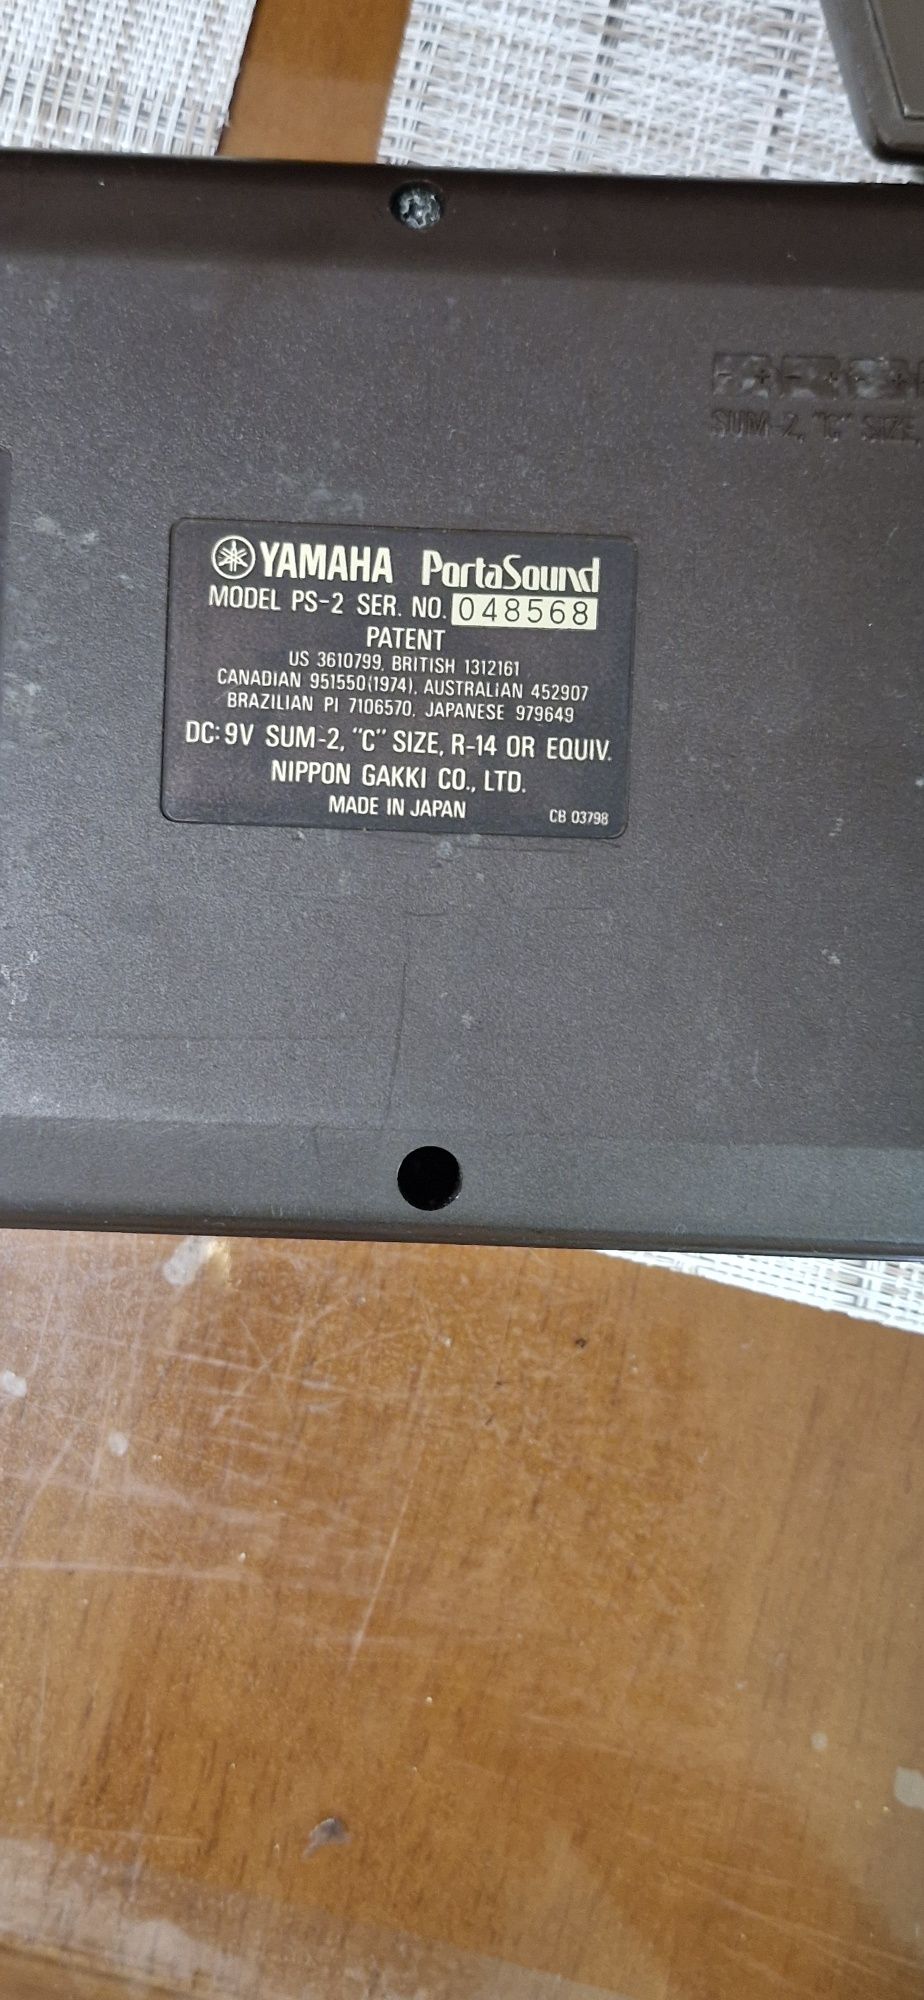 SUM-2, "C" SIZE,
YAMAHA PortaSound
MODEL PS-2 SER. NO. 048568
PATENT
US 3610799, BRITISH 1312161
CANADIAN 951550(1974), AUSTRALIAN 452907
BRAZILIAN PI 7106570, JAPANESE 979649
DC: 9V SUM-2, "C" SIZE, R-14 OR EQUIV.
NIPPON GAKKI CO., LTD.
MADE IN JAPAN CB 03798